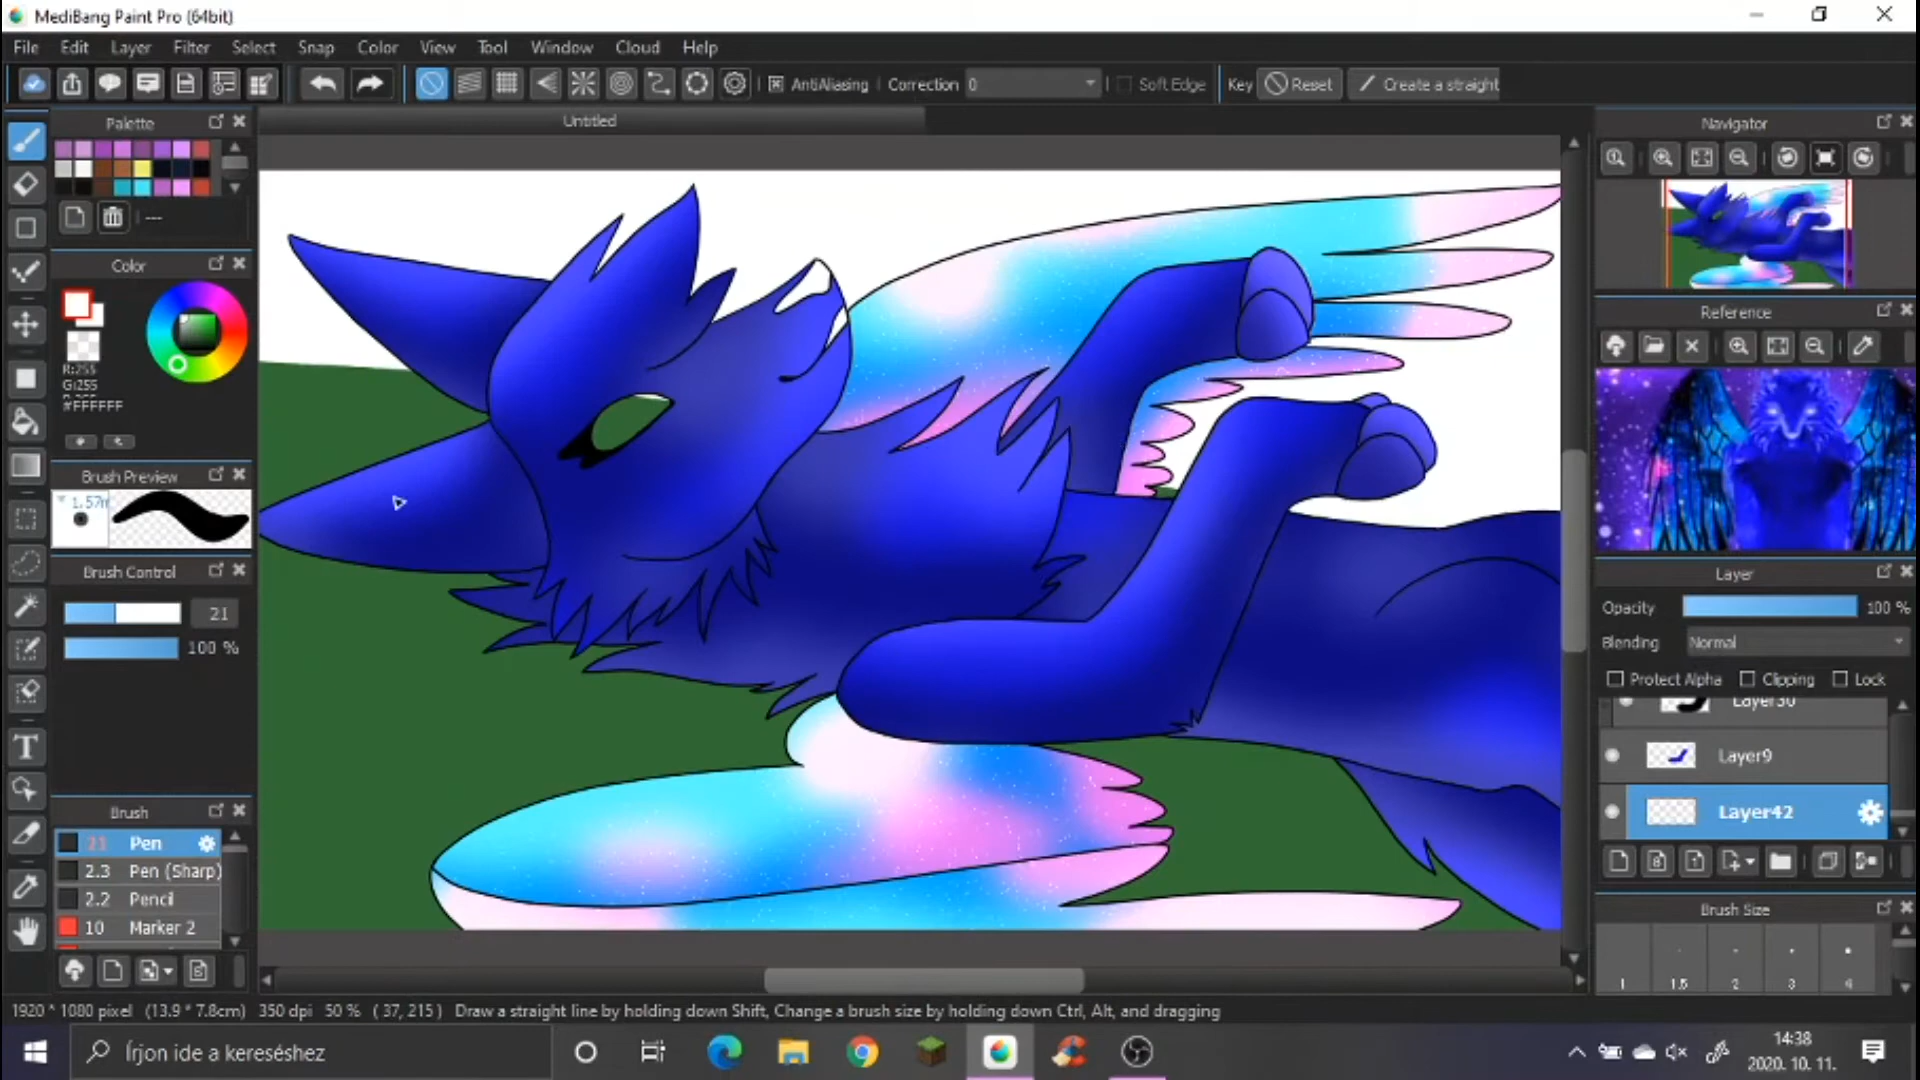 MediBang Paint Pro (64bit)
File Edit Layer Filter Select Snap Color View Tool Window Cloud Help
AntiAliasing Correction 0 Soft Edge Key Reset Create a straight
Palette
Untitled
Navigator
---
Color
R:255
G:255
#FFFFFF
Reference
Brush Preview
Brush Control
21
100 %
Layer
Opacity 100 %
Blending Normal
Protect Alpha Clipping Lock
Layer30
Layer9
Layer42
Brush
21 Pen
2.3 Pen (Sharp)
2.2 Pencil
10 Marker 2
Brush Size
1 1.5 2 3 4
1920 * 1080 pixel (13.9 * 7.8cm) 350 dpi 50 % ( 37, 215 ) Draw a straight line by holding down Shift, Change a brush size by holding down Ctrl, Alt, and dragging
Írjon ide a kereséshez
14:38
2020. 10. 11.